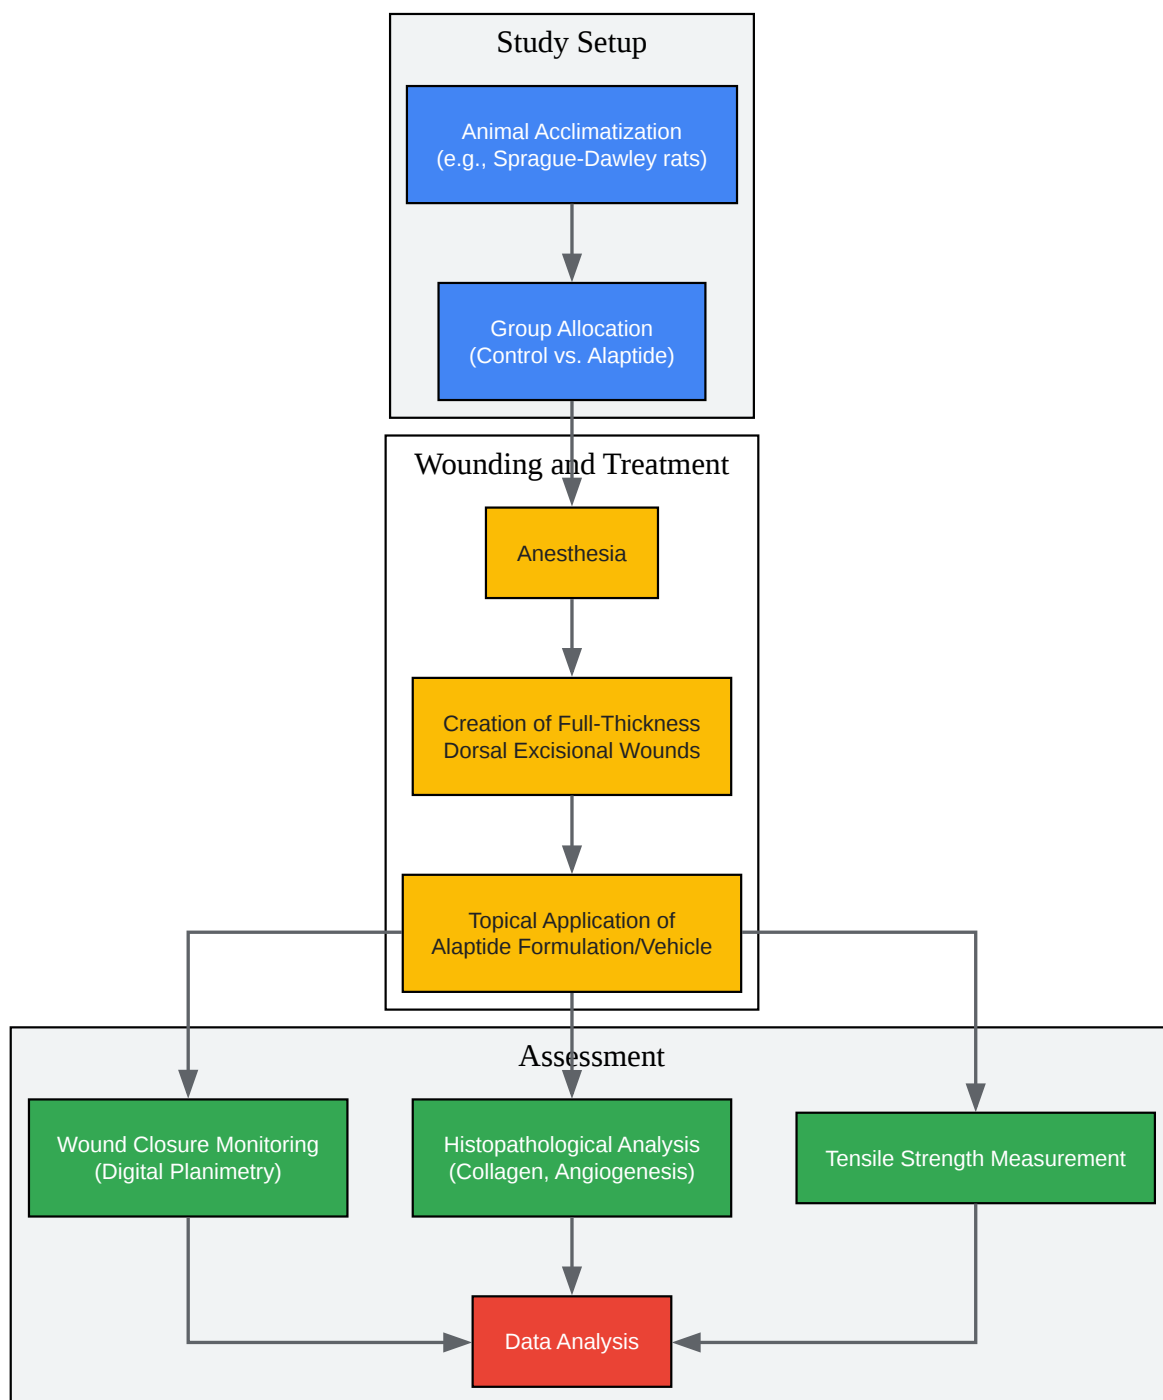 Study Setup
Animal Acclimatization
(e.g., Sprague-Dawley rats)
Group Allocation
(Control vs. Alaptide)
Wounding and Treatment
Anesthesia
Creation of Full-Thickness
Dorsal Excisional Wounds
Topical Application of
Alaptide Formulation/Vehicle
Assessment
Wound Closure Monitoring
(Digital Planimetry)
Histopathological Analysis
(Collagen, Angiogenesis)
Tensile Strength Measurement
Data Analysis